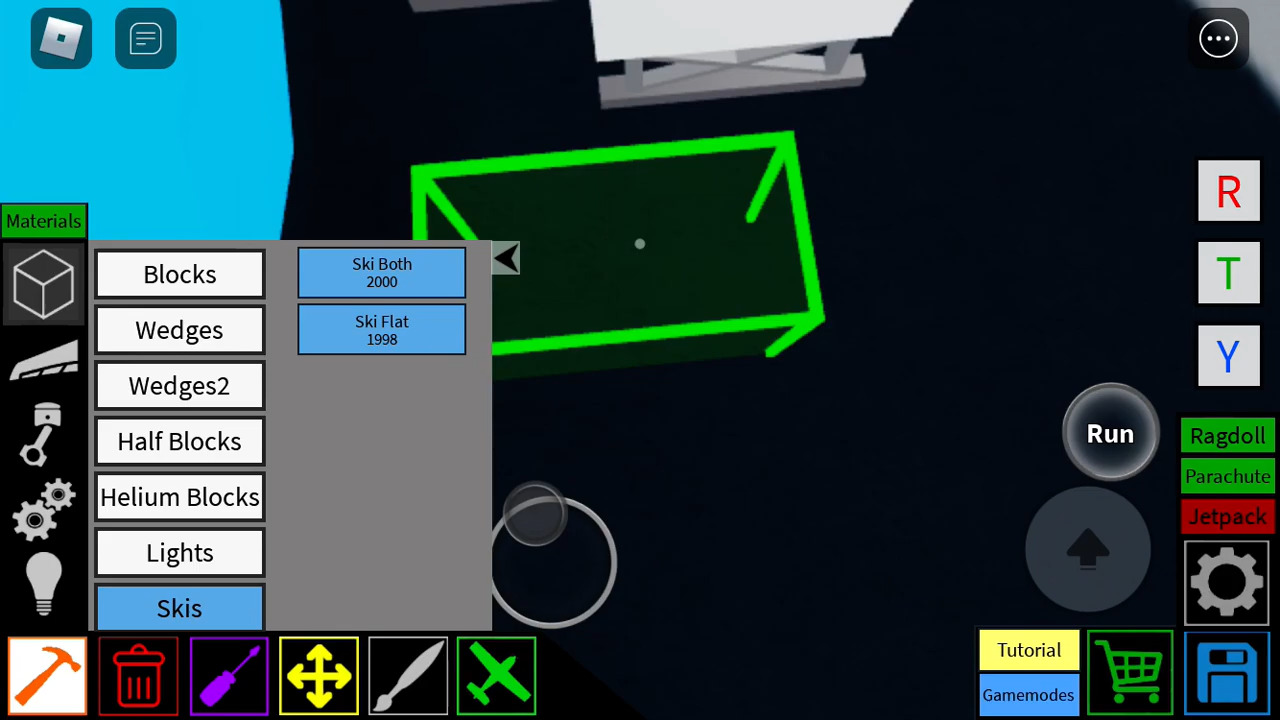 Materials
Blocks
Wedges
Wedges2
Half Blocks
Helium Blocks
Lights
Skis
Ski Both
2000
Ski Flat
1998
R
T
Y
Run
Ragdoll
Parachute
Jetpack
Tutorial
Gamemodes